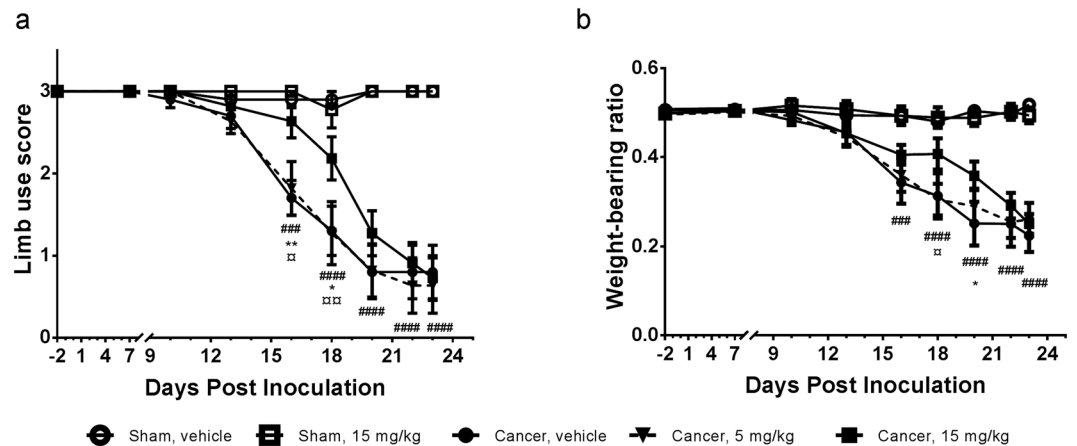 a
Limb use score
3
2
1
0
###
**
¤
####
*
¤¤
####
####
####
-2 1 4 7 9 12 15 18 21 24
Days Post Inoculation
b
Weight-bearing ratio
0.6
0.4
0.2
0.0
###
####
¤
####
*
####
####
-2 1 4 7 9 12 15 18 21 24
Days Post Inoculation
Sham, vehicle Sham, 15 mg/kg Cancer, vehicle Cancer, 5 mg/kg Cancer, 15 mg/kg